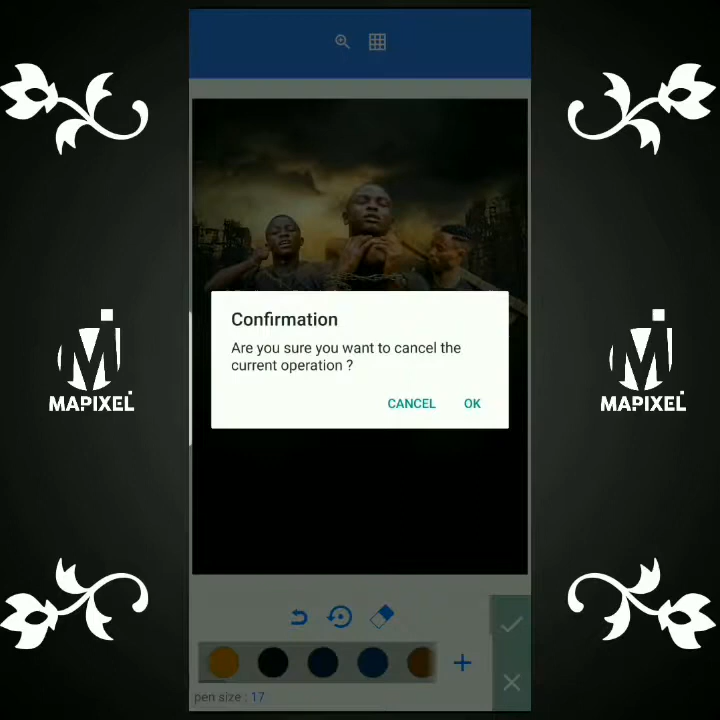 Confirmation
Are you sure you want to cancel the
current operation ?
CANCEL OK
MAPIXEL
MAPIXEL
pen size : 17